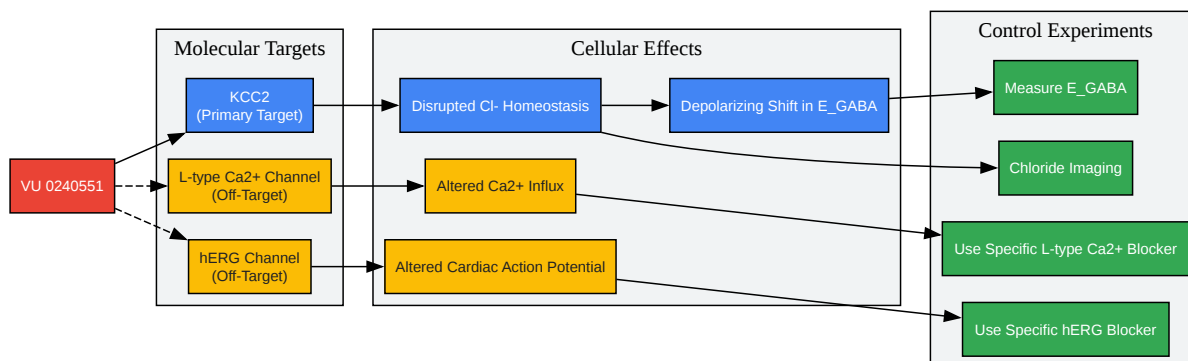 Molecular Targets
Cellular Effects
Control Experiments
VU 0240551
KCC2
(Primary Target)
L-type Ca2+ Channel
(Off-Target)
hERG Channel
(Off-Target)
Disrupted Cl- Homeostasis
Depolarizing Shift in E_GABA
Altered Ca2+ Influx
Altered Cardiac Action Potential
Measure E_GABA
Chloride Imaging
Use Specific L-type Ca2+ Blocker
Use Specific hERG Blocker